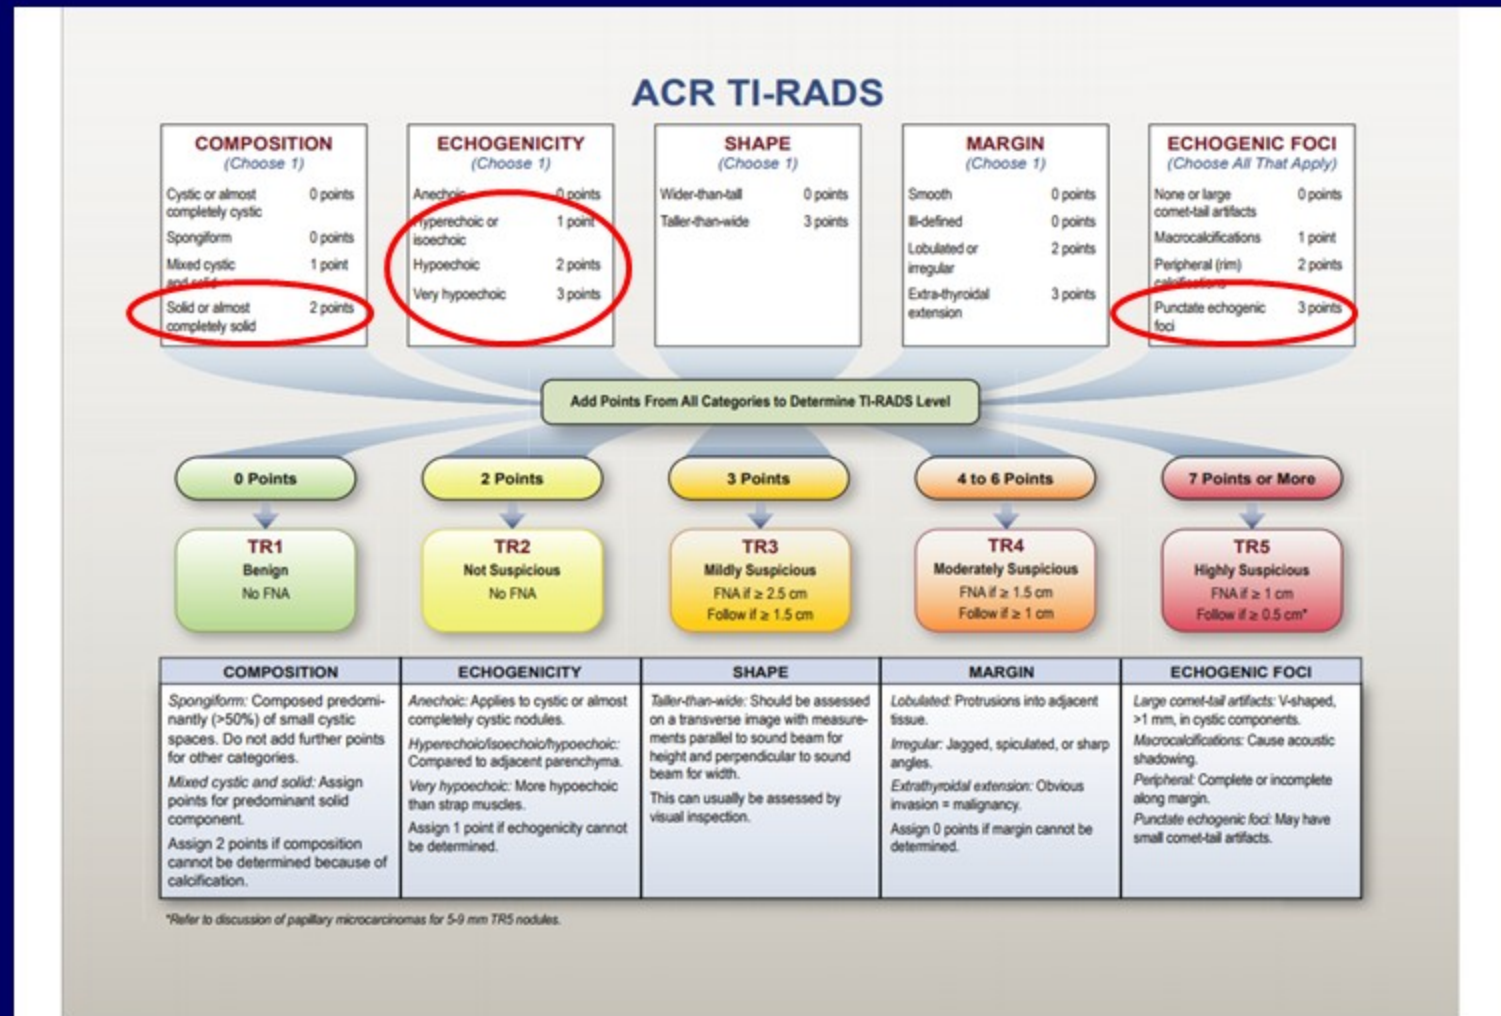 ACR TI-RADS
COMPOSITION
(Choose 1)
Cystic or almost 0 points
completely cystic
Spongiform 0 points
Mixed cystic 1 point
and solid
Solid or almost 2 points
completely solid
ECHOGENICITY
(Choose 1)
Anechoic 0 points
Hyperechoic or 1 point
isoechoic
Hypoechoic 2 points
Very hypoechoic 3 points
SHAPE
(Choose 1)
Wider-than-tall 0 points
Taller-than-wide 3 points
MARGIN
(Choose 1)
Smooth 0 points
Ill-defined 0 points
Lobulated or 2 points
irregular
Extra-thyroidal 3 points
extension
ECHOGENIC FOCI
(Choose All That Apply)
None or large 0 points
comet-tail artifacts
Macrocalcifications 1 point
Peripheral (rim) 2 points
calcifications
Punctate echogenic 3 points
foci
Add Points From All Categories to Determine TI-RADS Level
0 Points
2 Points
3 Points
4 to 6 Points
7 Points or More
TR1
Benign
No FNA
TR2
Not Suspicious
No FNA
TR3
Mildly Suspicious
FNA if ≥ 2.5 cm
Follow if ≥ 1.5 cm
TR4
Moderately Suspicious
FNA if ≥ 1.5 cm
Follow if ≥ 1 cm
TR5
Highly Suspicious
FNA if ≥ 1 cm
Follow if ≥ 0.5 cm*
COMPOSITION
Spongiform: Composed predomi-
nantly (>50%) of small cystic
spaces. Do not add further points
for other categories.
Mixed cystic and solid: Assign
points for predominant solid
component.
Assign 2 points if composition
cannot be determined because of
calcification.
ECHOGENICITY
Anechoic: Applies to cystic or almost
completely cystic nodules.
Hyperechoic/isoechoic/hypoechoic:
Compared to adjacent parenchyma.
Very hypoechoic: More hypoechoic
than strap muscles.
Assign 1 point if echogenicity cannot
be determined.
SHAPE
Taller-than-wide: Should be assessed
on a transverse image with measure-
ments parallel to sound beam for
height and perpendicular to sound
beam for width.
This can usually be assessed by
visual inspection.
MARGIN
Lobulated: Protrusions into adjacent
tissue.
Irregular: Jagged, spiculated, or sharp
angles.
Extrathyroidal extension: Obvious
invasion = malignancy.
Assign 0 points if margin cannot be
determined.
ECHOGENIC FOCI
Large comet-tail artifacts: V-shaped,
>1 mm, in cystic components.
Macrocalcifications: Cause acoustic
shadowing.
Peripheral: Complete or incomplete
along margin.
Punctate echogenic foci: May have
small comet-tail artifacts.
*Refer to discussion of papillary microcarcinomas for 5-9 mm TR5 nodules.